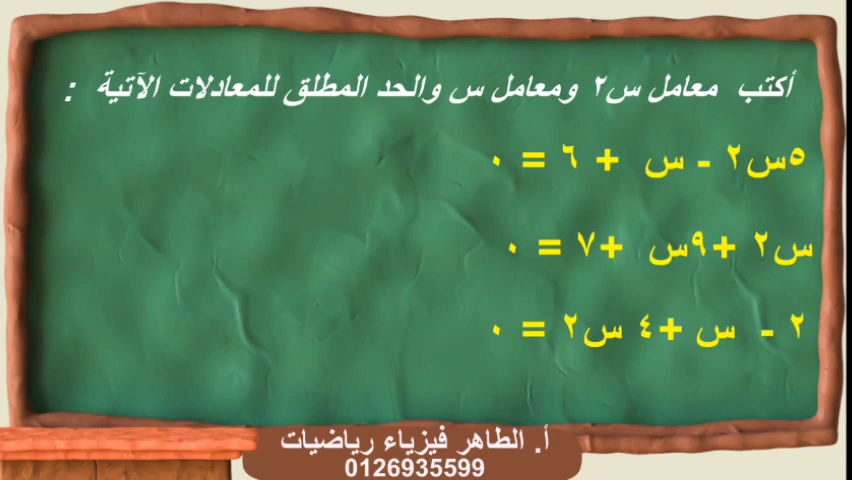 أكتب معامل س٢ ومعامل س والحد المطلق للمعادلات الآتية :
٥س٢ - س + ٦ = ٠
س٢ +٩س +٧ = ٠
٢ - س +٤ س٢ = ٠
أ. الطاهر فيزياء رياضيات
0126935599